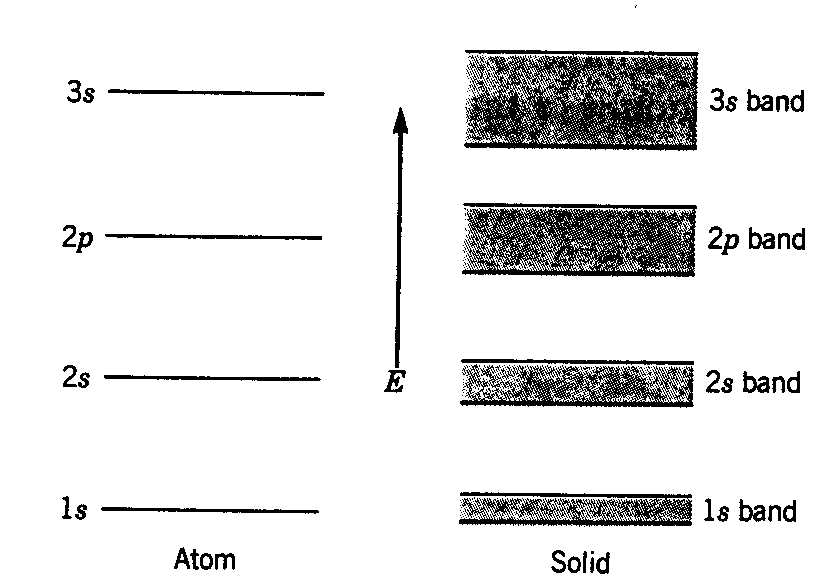 3s
3s band
2p
2p band
E
2s
2s band
1s
1s band
Atom
Solid